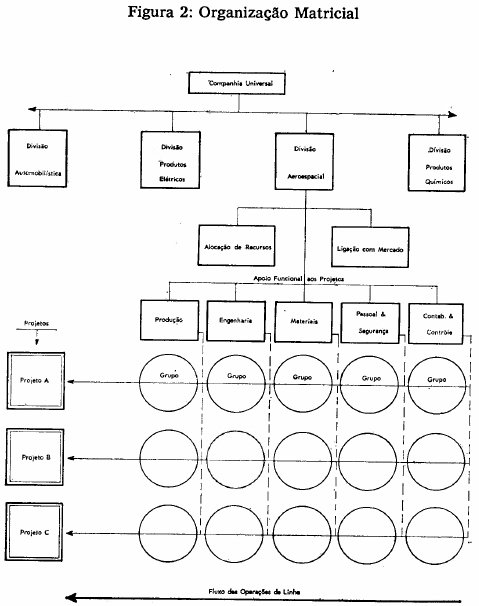 Figura 2: Organização Matricial
Companhia Universal
Divisão
Automobilística
Divisão
Produtos
Elétricos
Divisão
Aeroespacial
Divisão
Produtos
Químicos
Alocação de Recursos
Ligação com Mercado
Apoio Funcional aos Projetos
Projetos
Produção
Engenharia
Materiais
Pessoal &
Segurança
Contab. &
Contrôle
Projeto A
Grupo
Grupo
Grupo
Grupo
Grupo
Projeto B
Projeto C
Fluxo das Operações de Linha